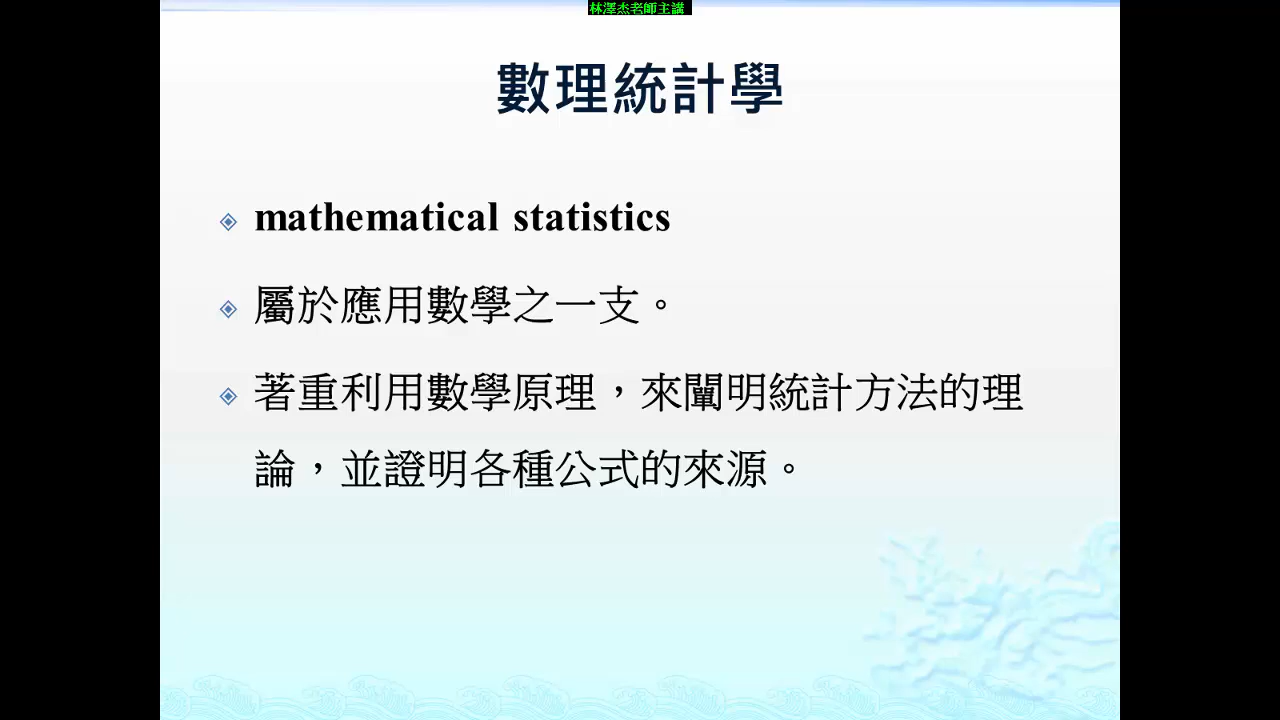 林澤杰老師主講
數理統計學
mathematical statistics
屬於應用數學之一支。
著重利用數學原理，來闡明統計方法的理
論，並證明各種公式的來源。